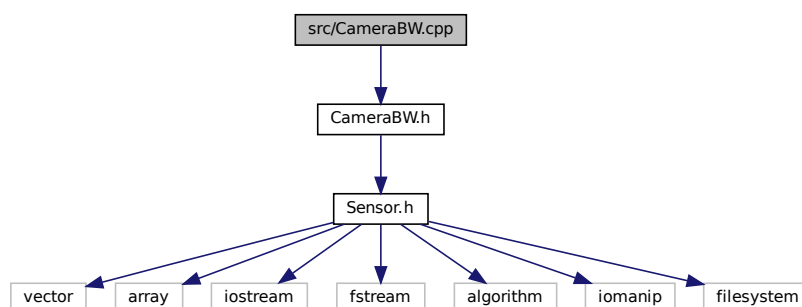 src/CameraBW.cpp
CameraBW.h
Sensor.h
vector array iostream fstream algorithm iomanip filesystem